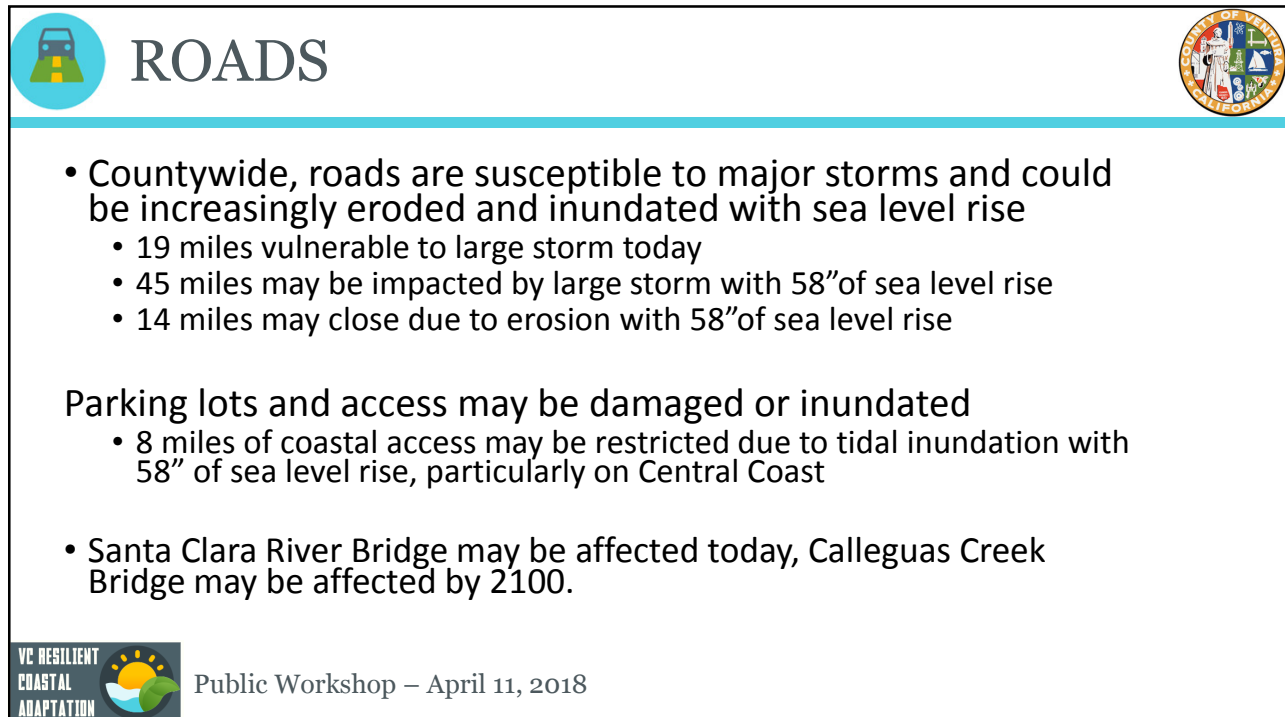 ROADS
COUNTY OF VENTURA
CALIFORNIA
• Countywide, roads are susceptible to major storms and could
be increasingly eroded and inundated with sea level rise
• 19 miles vulnerable to large storm today
• 45 miles may be impacted by large storm with 58”of sea level rise
• 14 miles may close due to erosion with 58”of sea level rise
Parking lots and access may be damaged or inundated
• 8 miles of coastal access may be restricted due to tidal inundation with
58” of sea level rise, particularly on Central Coast
• Santa Clara River Bridge may be affected today, Calleguas Creek
Bridge may be affected by 2100.
VC RESILIENT
COASTAL
ADAPTATION
Public Workshop – April 11, 2018